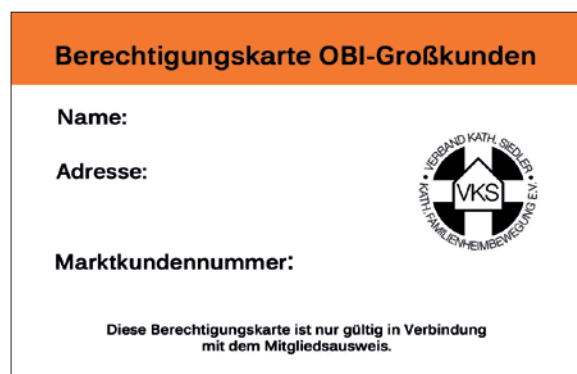 Berechtigungskarte OBI-Großkunden
Name:
Adresse:
VERBAND KATH. SIEDLER
VKS
KATH. FAMILIENHEIMBEWEGUNG E.V.
Marktkundennummer:
Diese Berechtigungskarte ist nur gültig in Verbindung
mit dem Mitgliedsausweis.